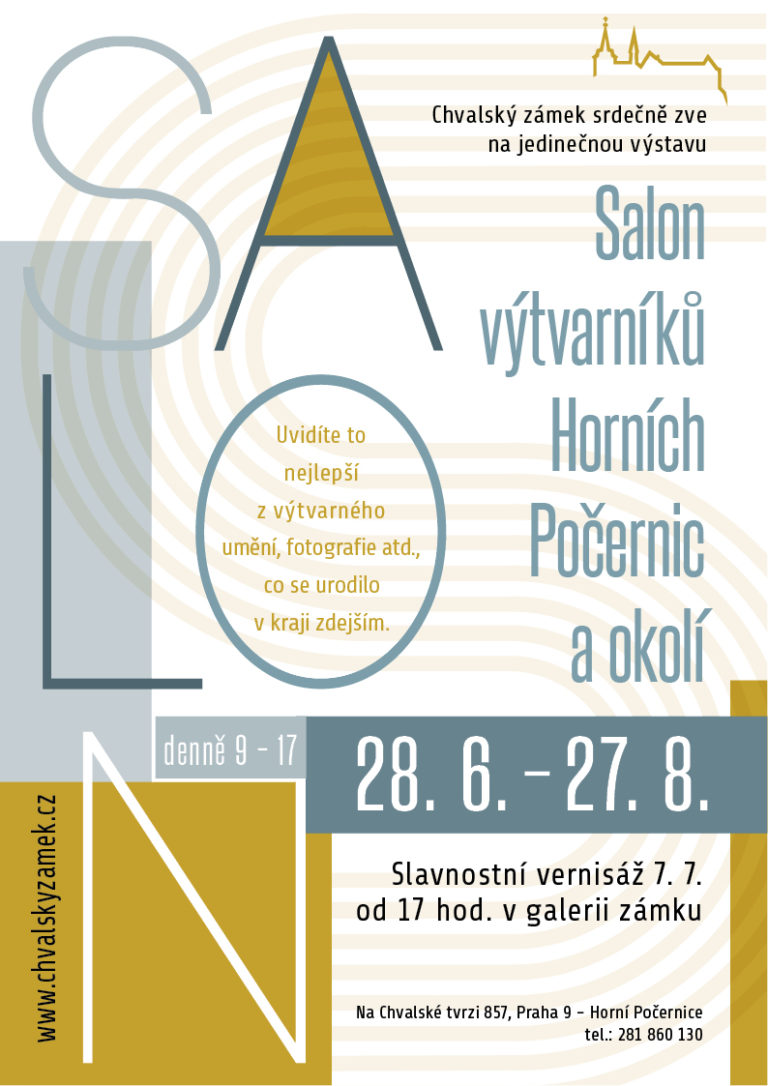 SALON
Chvalský zámek srdečně zve
na jedinečnou výstavu
Salon
výtvarníků
Horních
Počernic
a okolí
Uvidíte to
nejlepší
z výtvarného
umění, fotografie atd.,
co se urodilo
v kraji zdejším.
denně 9 – 17
28. 6. – 27. 8.
Slavnostní vernisáž 7. 7.
od 17 hod. v galerii zámku
www.chvalskyzamek.cz
Na Chvalské tvrzi 857, Praha 9 – Horní Počernice
tel.: 281 860 130